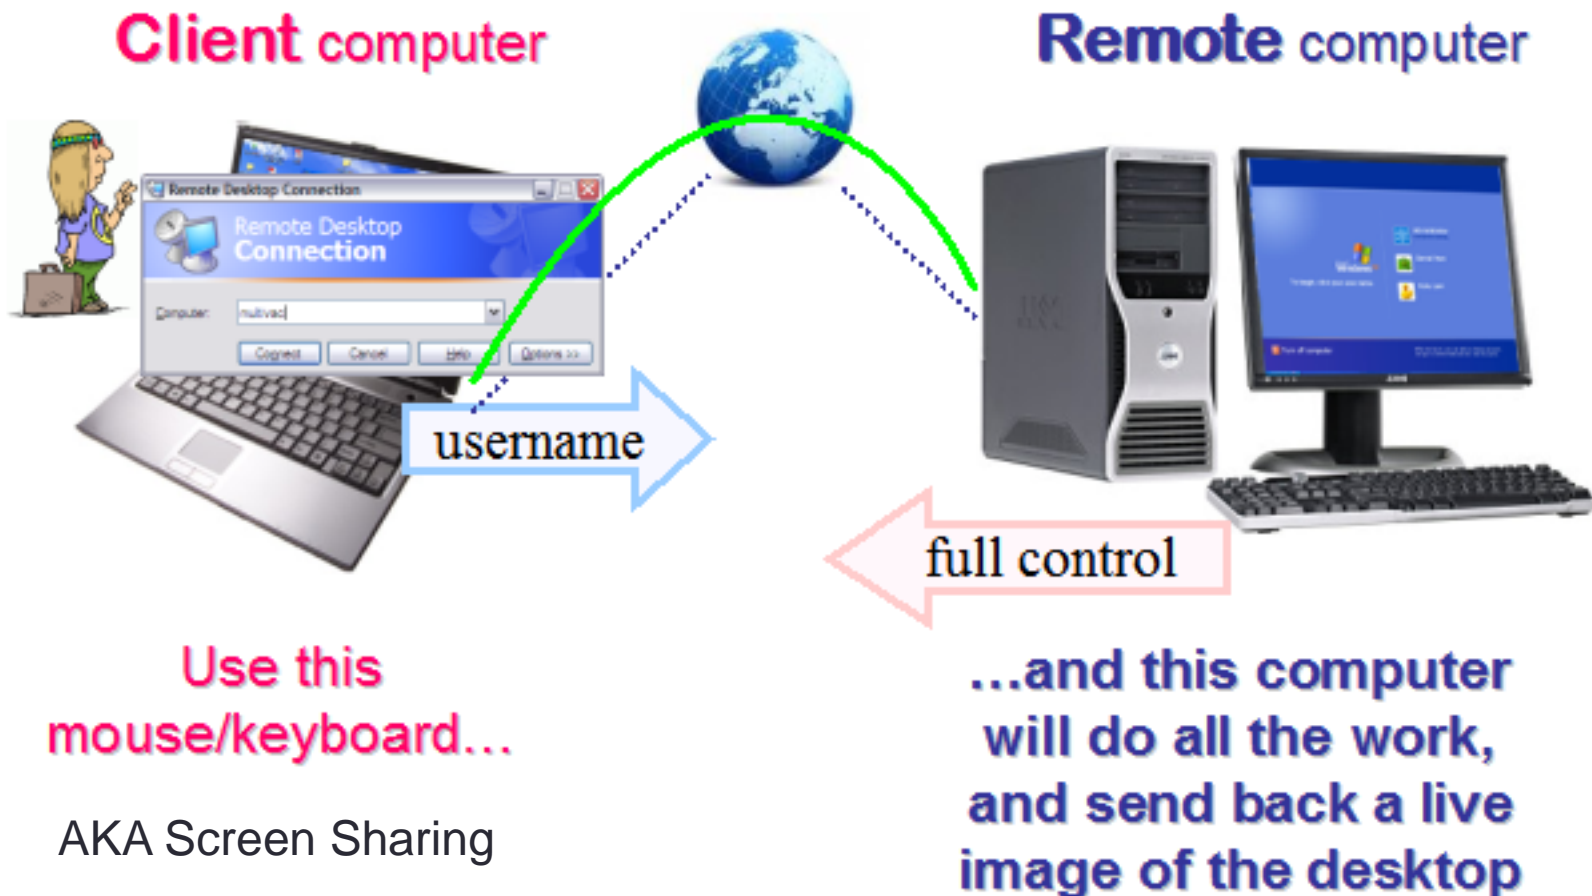 Client computer
Remote computer
Remote Desktop Connection
Remote Desktop
Connection
Computer:
multivac
Connect
Cancel
Help
Options >>
username
full control
Use this
mouse/keyboard…
AKA Screen Sharing
…and this computer
will do all the work,
and send back a live
image of the desktop